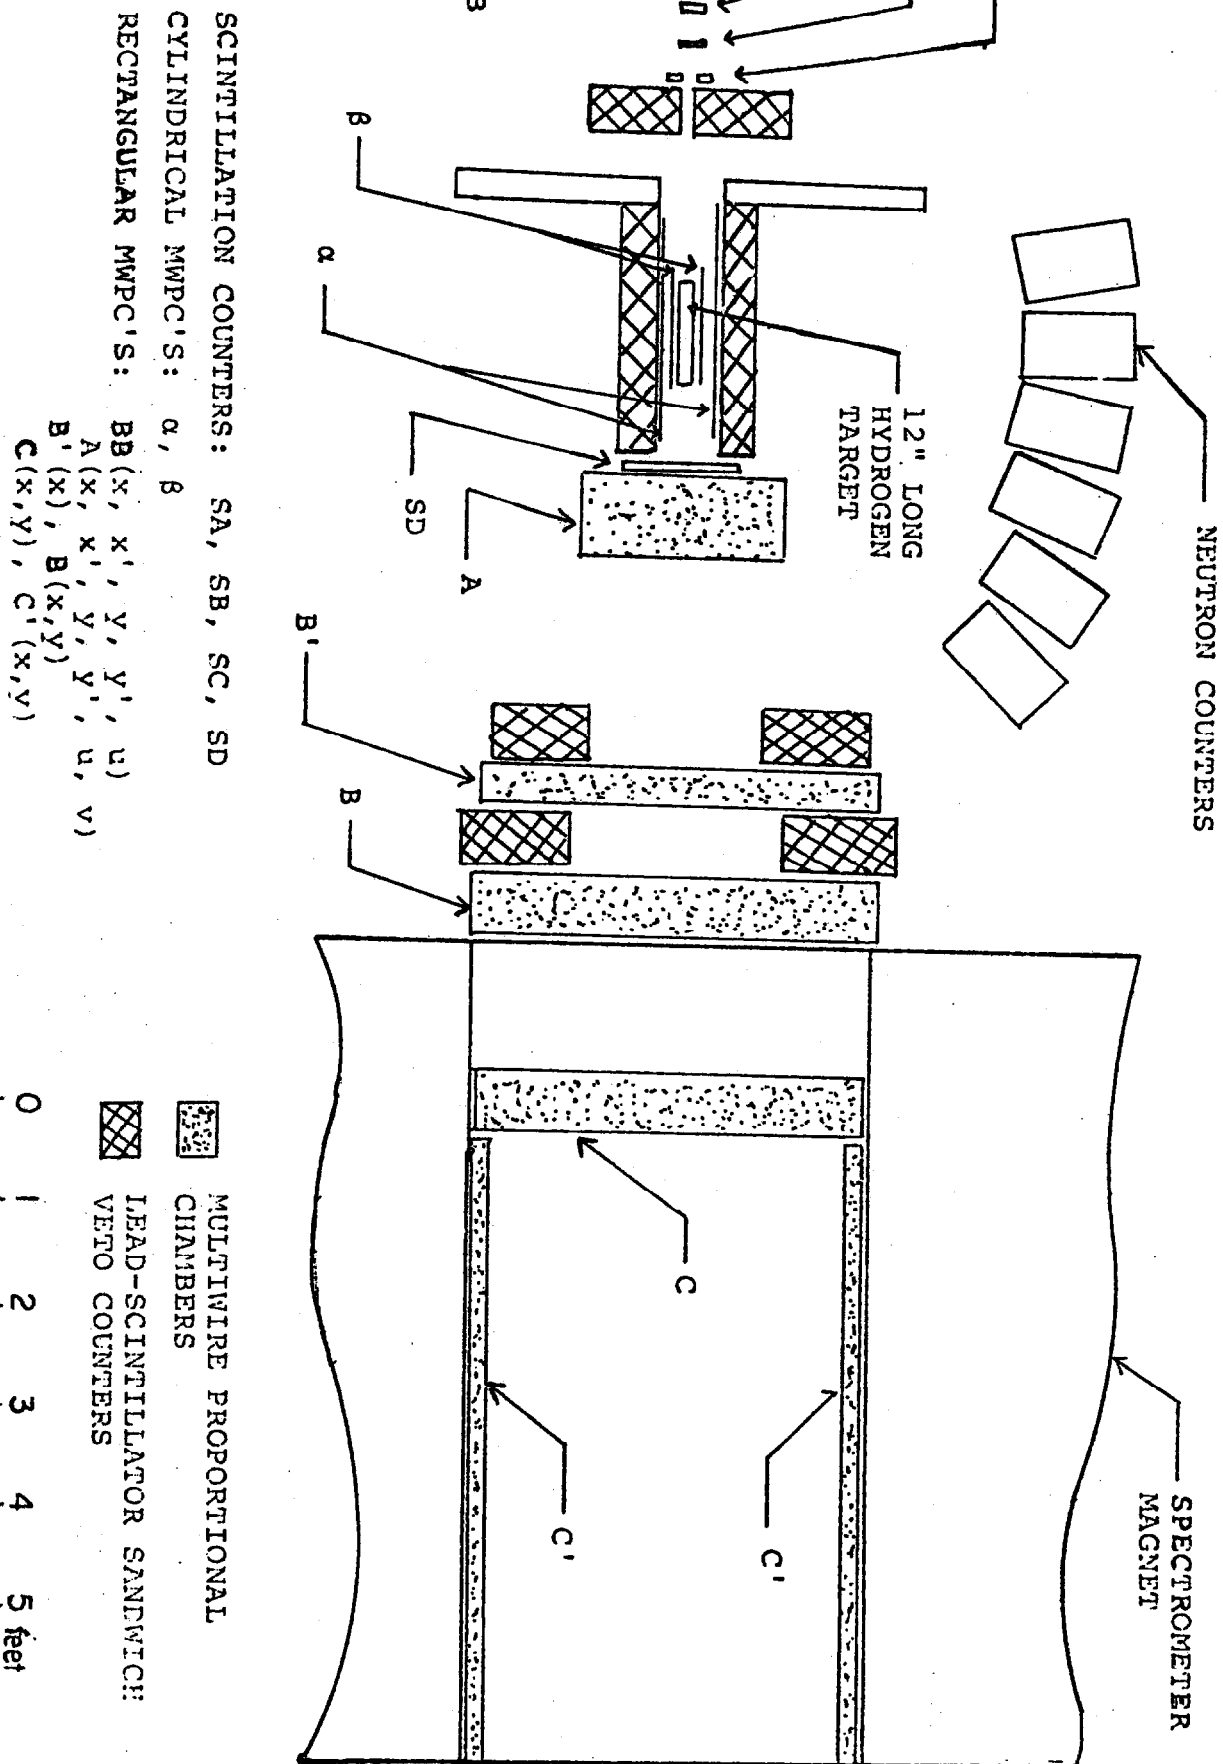 NEUTRON COUNTERS
SPECTROMETER
MAGNET
12" LONG
HYDROGEN
TARGET
β
α
SD
A
B'
B
C
C'
C'
B
SCINTILLATION COUNTERS: SA, SB, SC, SD
CYLINDRICAL MWPC'S: α, β
RECTANGULAR MWPC'S: BB(x, x', y, y', u)
A(x, x', y, y', u, v)
B'(x), B(x,y)
C(x,y), C'(x,y)
MULTIWIRE PROPORTIONAL
CHAMBERS
LEAD-SCINTILLATOR SANDWICH
VETO COUNTERS
0 1 2 3 4 5 feet